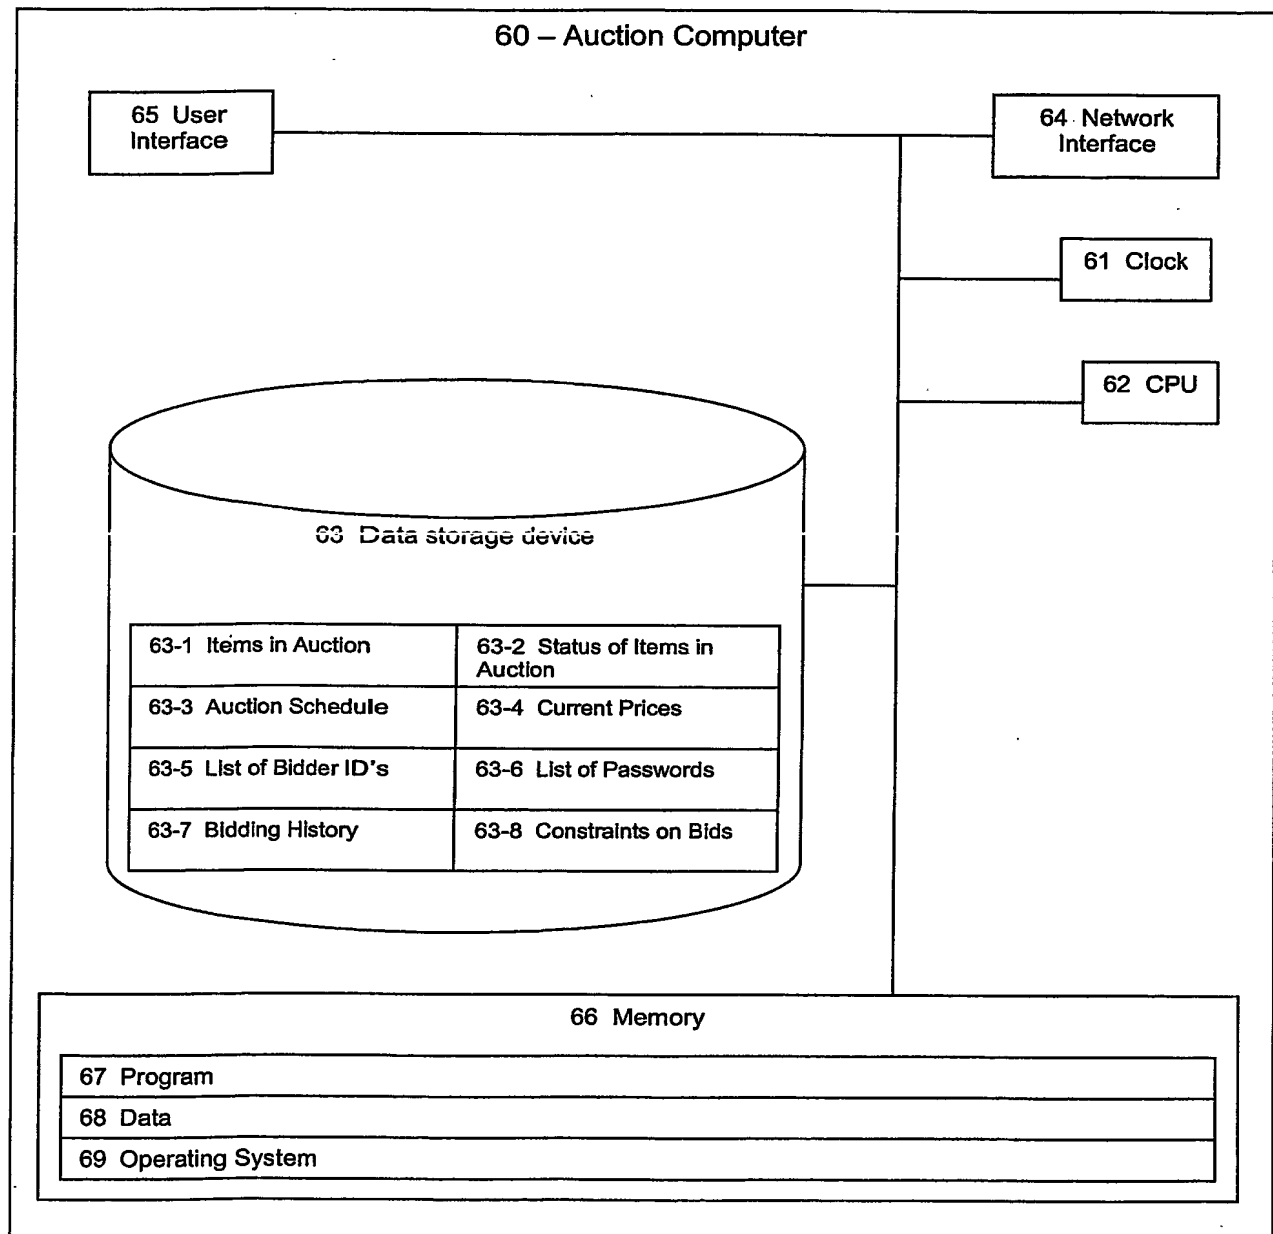 60 – Auction Computer
65 User
Interface
64 Network
Interface
61 Clock
62 CPU
63 Data storage device
63-1 Items in Auction
63-2 Status of Items in
Auction
63-3 Auction Schedule
63-4 Current Prices
63-5 List of Bidder ID's
63-6 List of Passwords
63-7 Bidding History
63-8 Constraints on Bids
66 Memory
67 Program
68 Data
69 Operating System